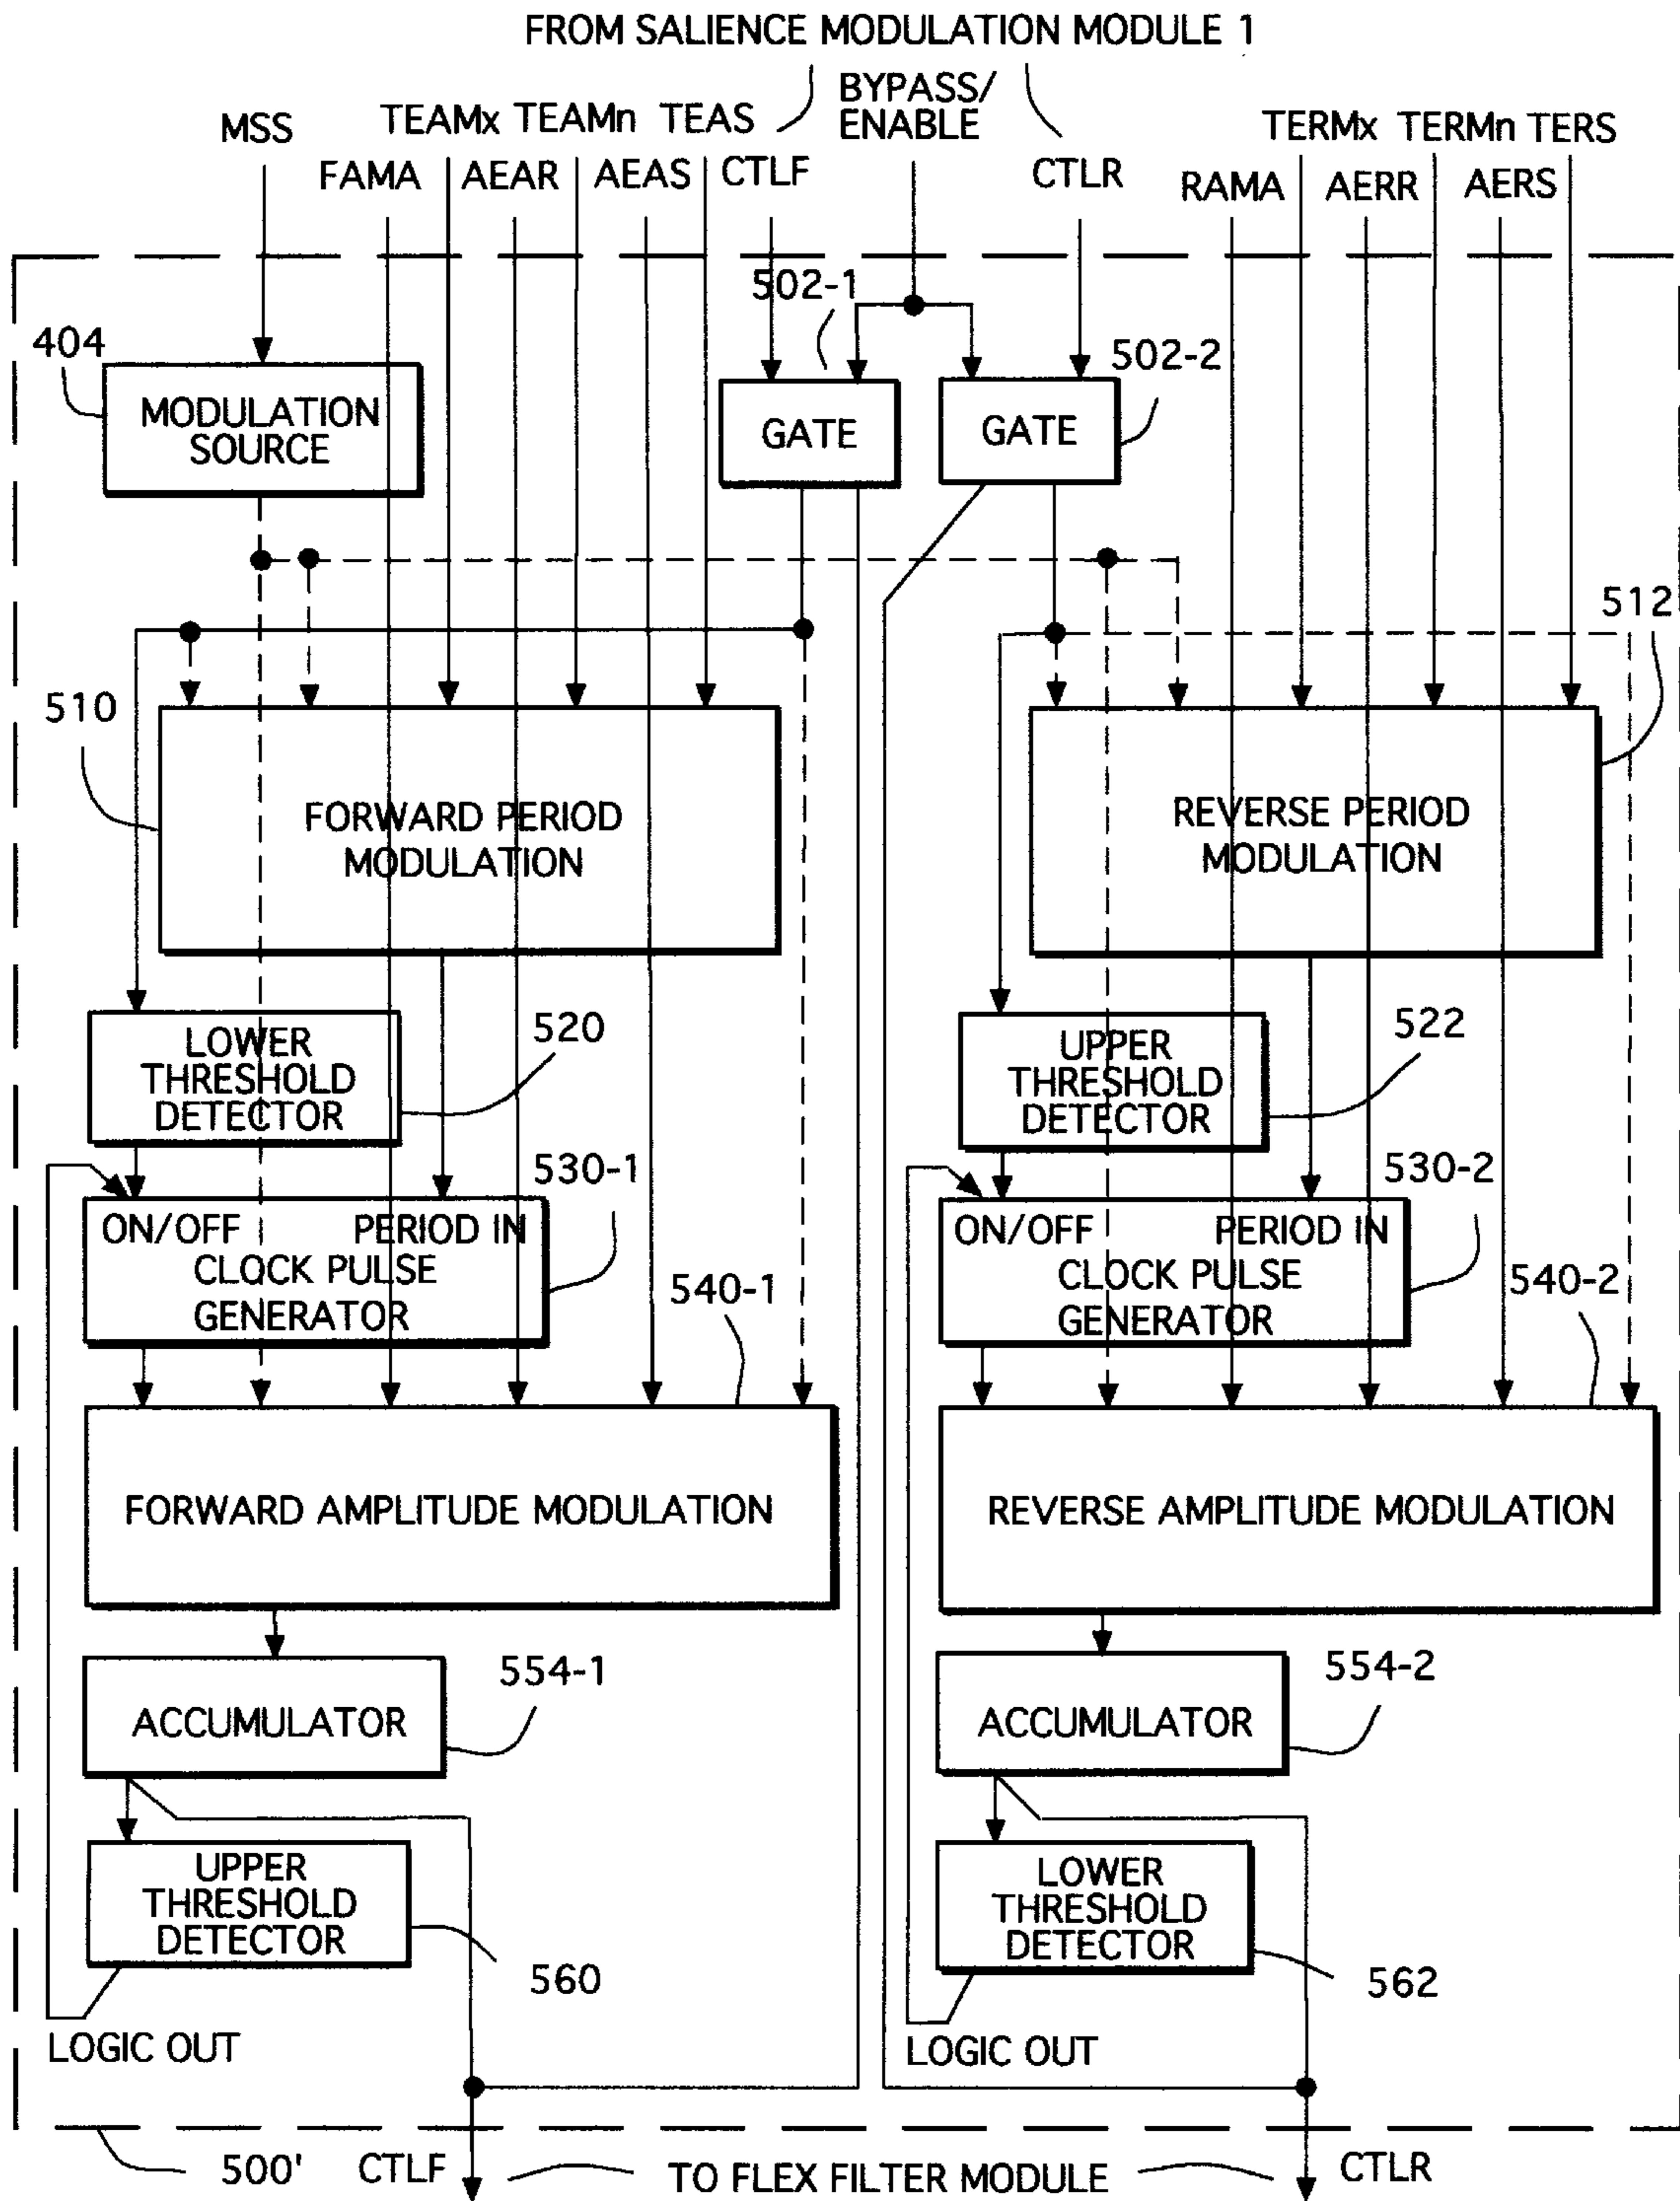 FROM SALIENCE MODULATION MODULE 1
BYPASS/
ENABLE
MSS
TEAMx TEAMn TEAS
TERMx TERMn TERS
FAMA AEAR AEAS CTLF
CTLR
RAMA AERR AERS
502-1
404
502-2
MODULATION
SOURCE
GATE
GATE
512
510
FORWARD PERIOD
MODULATION
REVERSE PERIOD
MODULATION
LOWER
THRESHOLD
DETECTOR
520
UPPER
THRESHOLD
DETECTOR
522
530-1
530-2
ON/OFF PERIOD IN
CLOCK PULSE
GENERATOR
ON/OFF PERIOD IN
CLOCK PULSE
GENERATOR
540-1
540-2
FORWARD AMPLITUDE MODULATION
REVERSE AMPLITUDE MODULATION
554-1
554-2
ACCUMULATOR
ACCUMULATOR
UPPER
THRESHOLD
DETECTOR
560
LOWER
THRESHOLD
DETECTOR
562
LOGIC OUT
LOGIC OUT
500'
CTLF
TO FLEX FILTER MODULE
CTLR